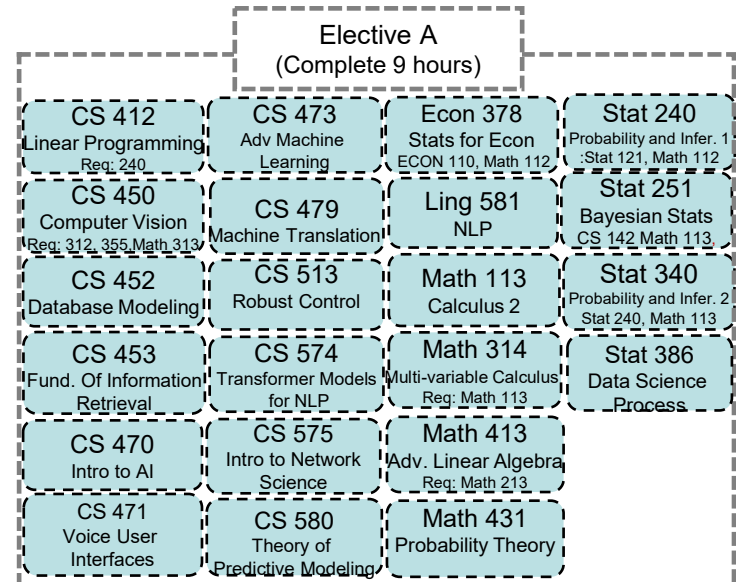 Elective A
(Complete 9 hours)
CS 412
Linear Programming
Req: 240
CS 450
Computer Vision
Req: 312, 355,Math 313
CS 452
Database Modeling
CS 453
Fund. Of Information
Retrieval
CS 470
Intro to AI
CS 471
Voice User
Interfaces
CS 473
Adv Machine
Learning
CS 479
Machine Translation
CS 513
Robust Control
CS 574
Transformer Models
for NLP
CS 575
Intro to Network
Science
CS 580
Theory of
Predictive Modeling
Econ 378
Stats for Econ
ECON 110, Math 112
Ling 581
NLP
Math 113
Calculus 2
Math 314
Multi-variable Calculus
Req: Math 113
Math 413
Adv. Linear Algebra
Req: Math 213
Math 431
Probability Theory
Stat 240
Probability and Infer. 1
:Stat 121, Math 112
Stat 251
Bayesian Stats
CS 142 Math 113,
Stat 340
Probability and Infer. 2
Stat 240, Math 113
Stat 386
Data Science
Process